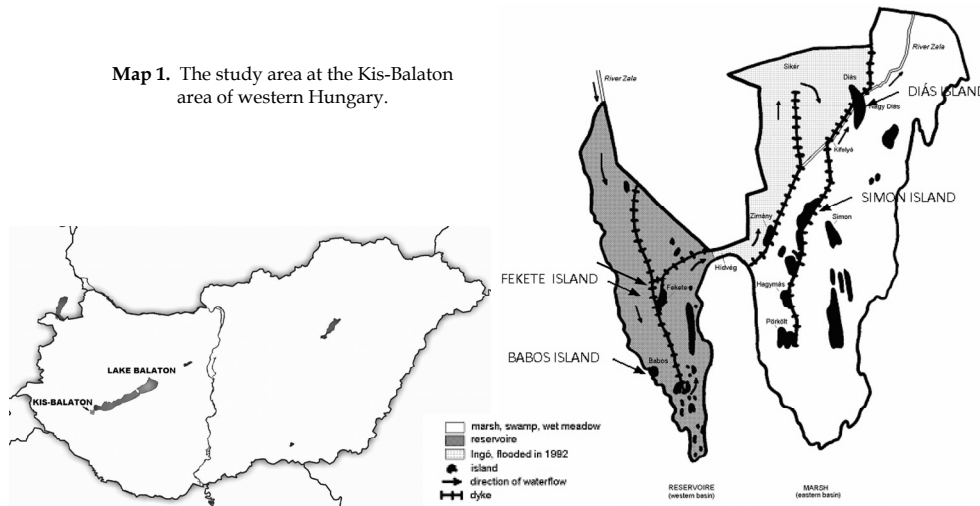 Map 1. The study area at the Kis-Balaton
area of western Hungary.
LAKE BALATON
KIS-BALATON
River Zala
Sikér
Diás
River Zala
DIÁS ISLAND
Nagy Diás
Kifelyó
SIMON ISLAND
Zimány
Simon
Hídvég
FEKETE ISLAND
Fekete
Hagymás
Pörkölt
BABOS ISLAND
Babos
marsh, swamp, wet meadow
reservoire
Ingó, flooded in 1992
island
direction of waterflow
dyke
RESERVOIRE
(western basin)
MARSH
(eastern basin)